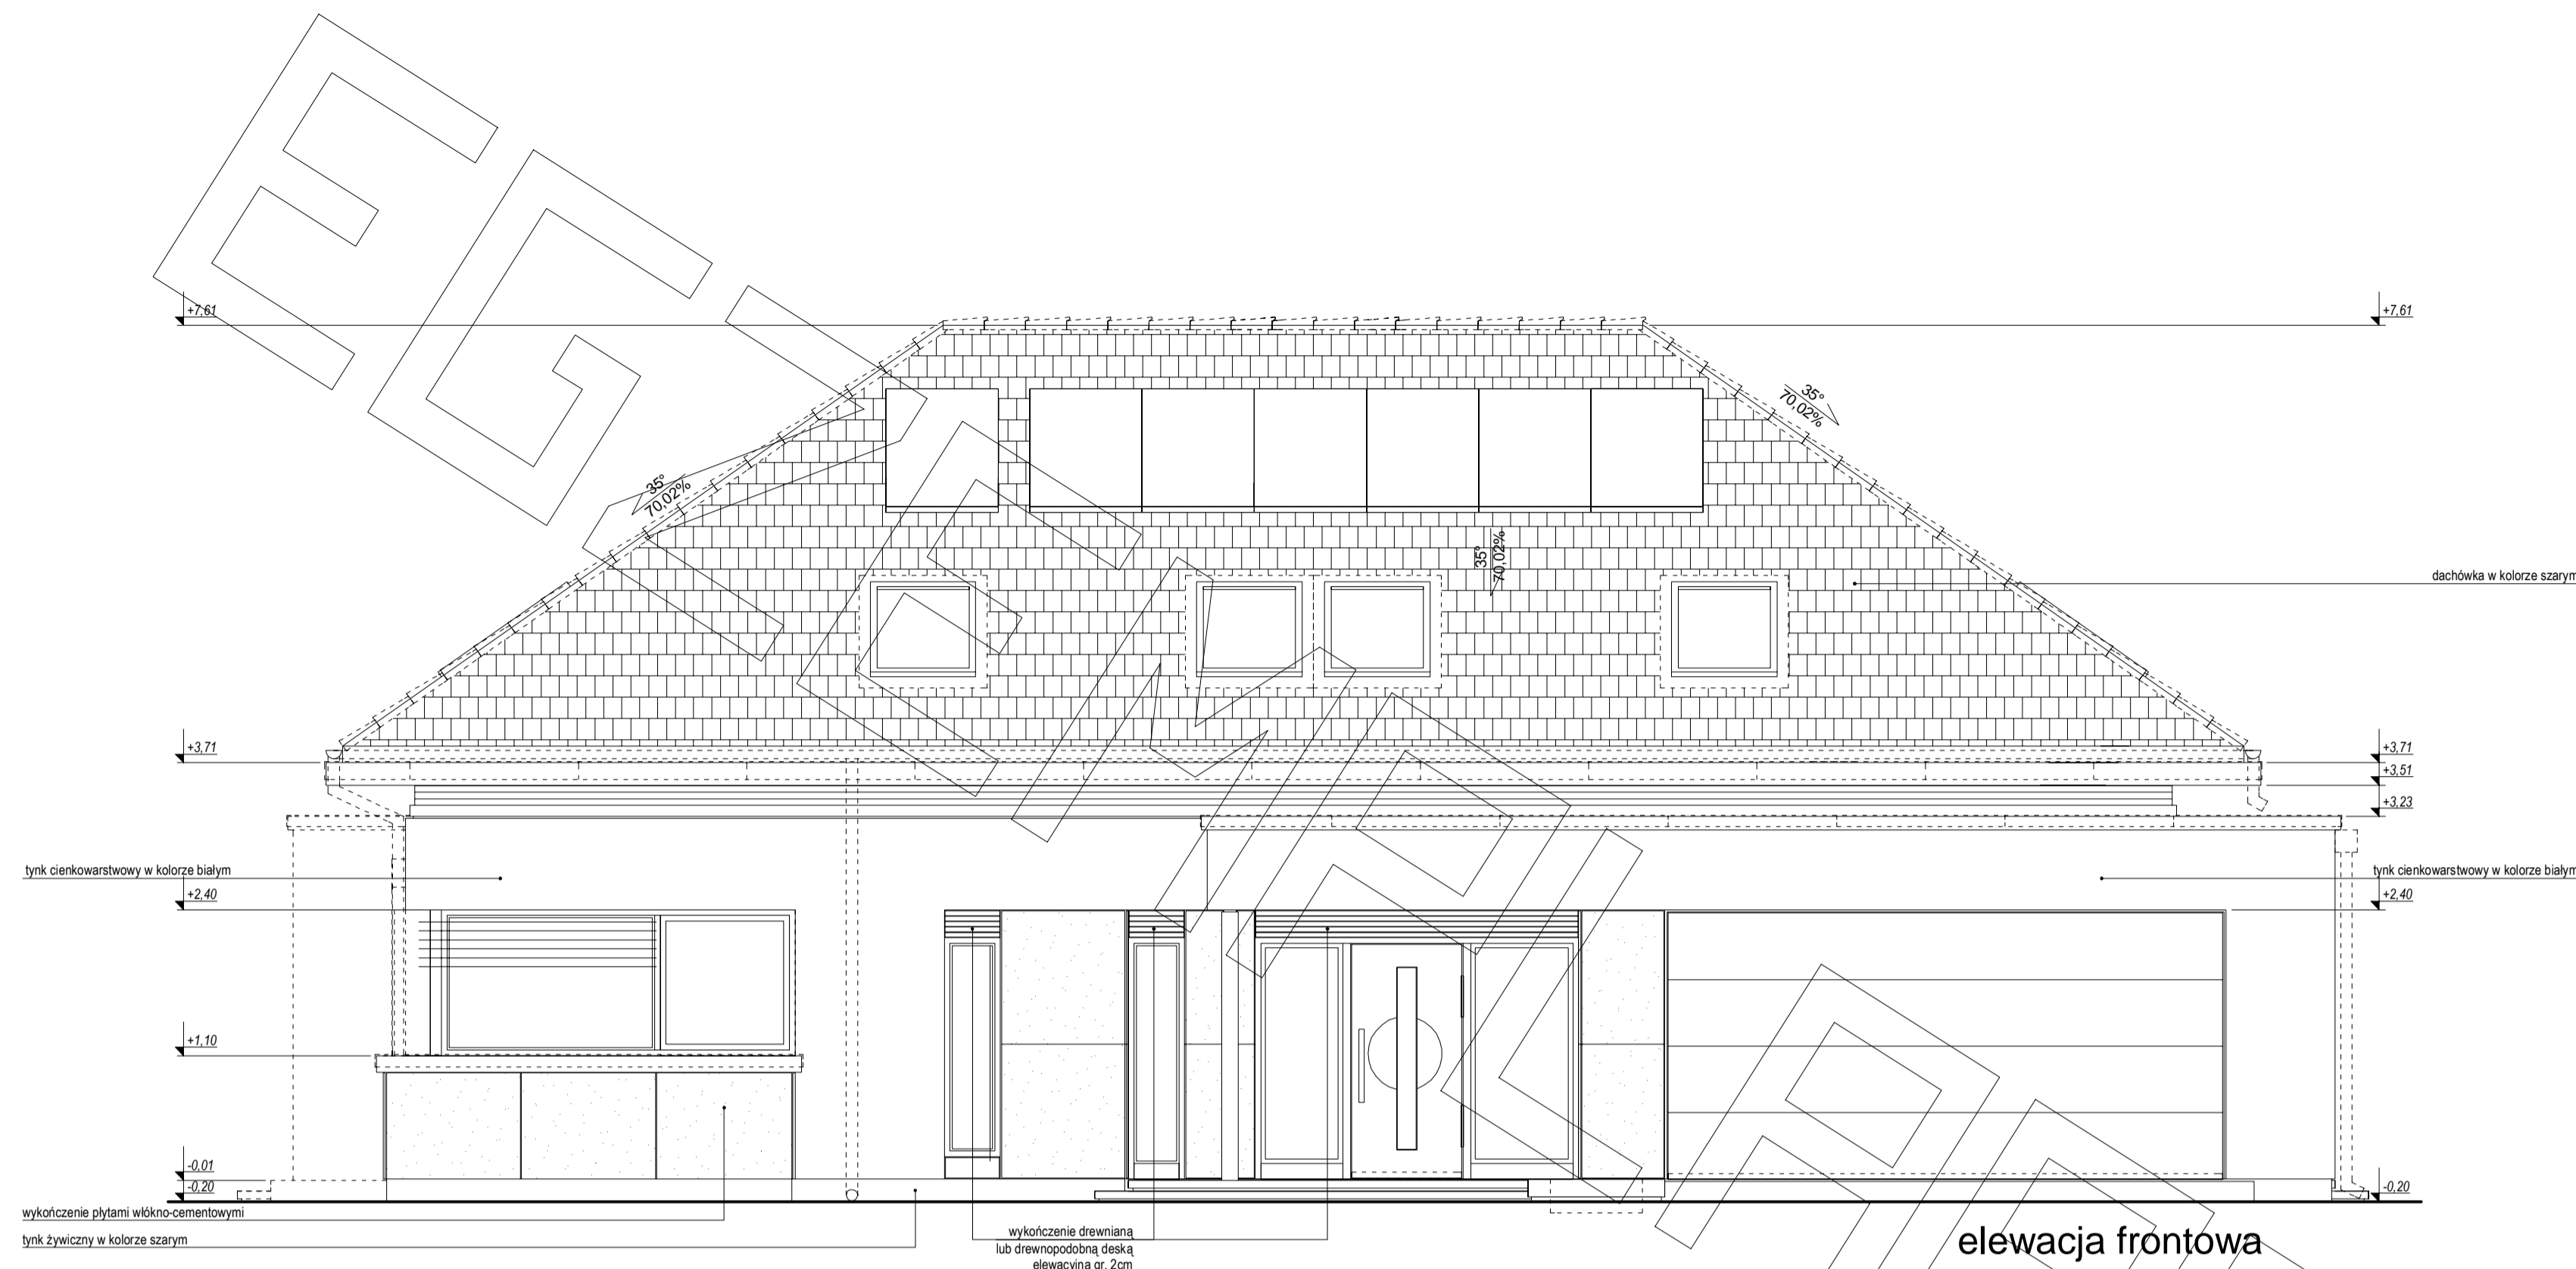 +7,61
+7,61
35°
70,02%
35°
70,02%
35°
70,02%
dachówka w kolorze szarym
+3,71
+3,71
+3,51
+3,23
tynk cienkowarstwowy w kolorze białym
tynk cienkowarstwowy w kolorze białym
+2,40
+2,40
+1,10
-0,01
-0,20
-0,20
wykończenie płytami włókno-cementowymi
tynk żywiczny w kolorze szarym
wykończenie drewnianą
lub drewnopodobną deską
elewacyjną gr. 2cm
elewacja frontowa